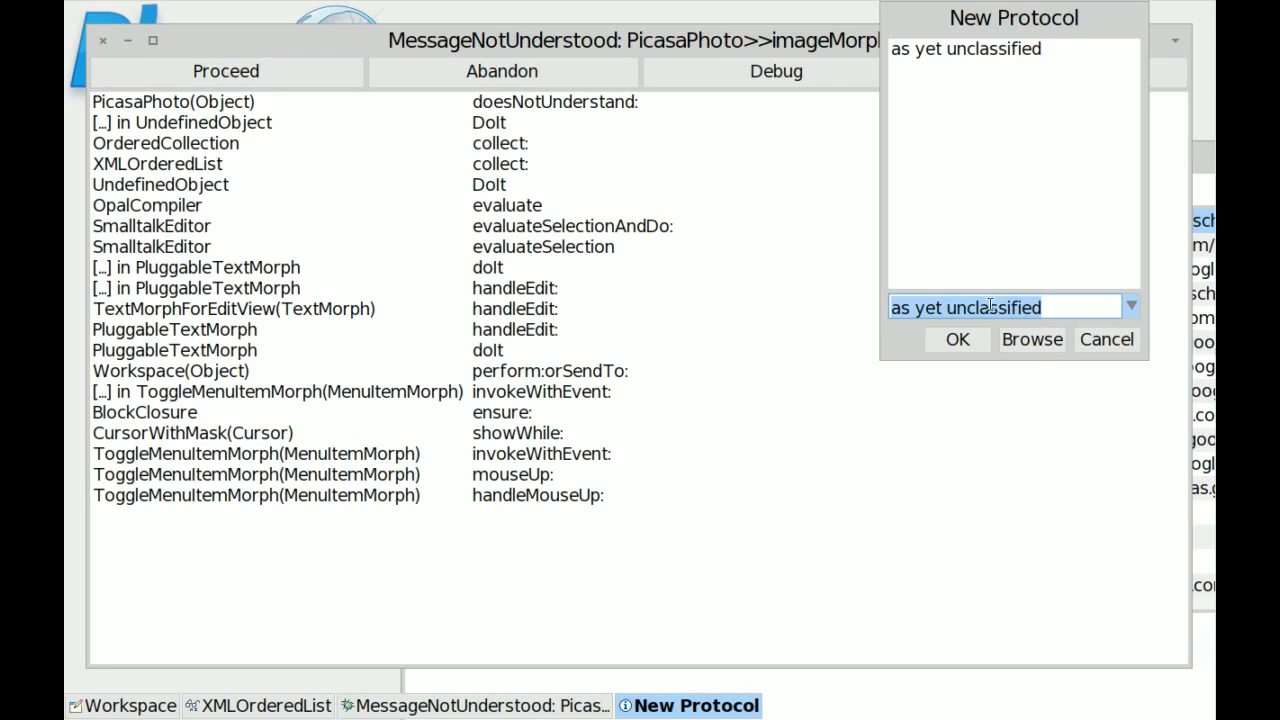 New Protocol
as yet unclassified
as yet unclassified
OK Browse Cancel
MessageNotUnderstood: PicasaPhoto>>imageMorph
Proceed Abandon Debug
PicasaPhoto(Object) doesNotUnderstand:
[..] in UndefinedObject DoIt
OrderedCollection collect:
XMLOrderedList collect:
UndefinedObject DoIt
OpalCompiler evaluate
SmalltalkEditor evaluateSelectionAndDo:
SmalltalkEditor evaluateSelection
[..] in PluggableTextMorph doIt
[..] in PluggableTextMorph handleEdit:
TextMorphForEditView(TextMorph) handleEdit:
PluggableTextMorph handleEdit:
PluggableTextMorph doIt
Workspace(Object) perform:orSendTo:
[..] in ToggleMenuItemMorph(MenuItemMorph) invokeWithEvent:
BlockClosure ensure:
CursorWithMask(Cursor) showWhile:
ToggleMenuItemMorph(MenuItemMorph) invokeWithEvent:
ToggleMenuItemMorph(MenuItemMorph) mouseUp:
ToggleMenuItemMorph(MenuItemMorph) handleMouseUp:
Workspace XMLOrderedList MessageNotUnderstood: Picas... New Protocol